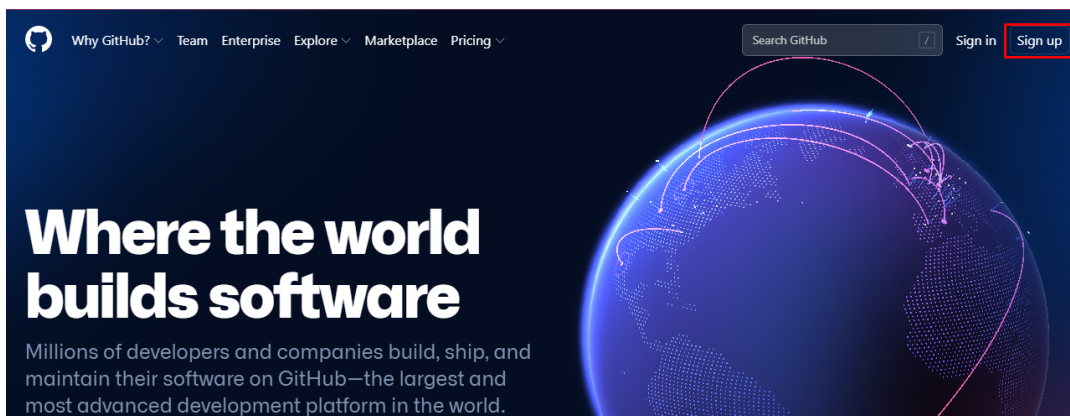 Why GitHub? Team Enterprise Explore Marketplace Pricing Search GitHub / Sign in Sign up
Where the world
builds software
Millions of developers and companies build, ship, and
maintain their software on GitHub—the largest and
most advanced development platform in the world.